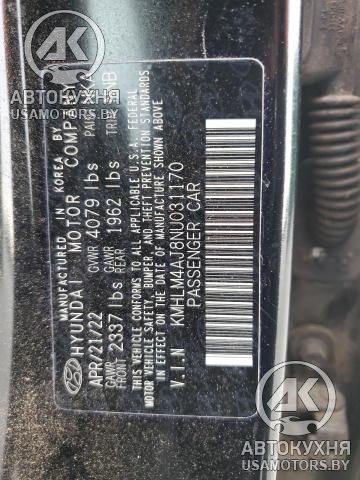 MANUFACTURED IN KOREA BY
HYUNDAI MOTOR COMPANY
APR/21/22 GVWR 4079 lbs
GAWR FRONT 2337 lbs GAWR REAR 1962 lbs
THIS VEHICLE CONFORMS TO ALL APPLICABLE U.S.A. FEDERAL
MOTOR VEHICLE SAFETY, BUMPER, AND THEFT PREVENTION STANDARDS
IN EFFECT ON THE DATE OF MANUFACTURE SHOWN ABOVE.
V.I.N KMHLM4AJ8NU031170
PASSENGER CAR
АВТОКУХНЯ
USAMOTORS.BY
АВТОКУХНЯ
USAMOTORS.BY